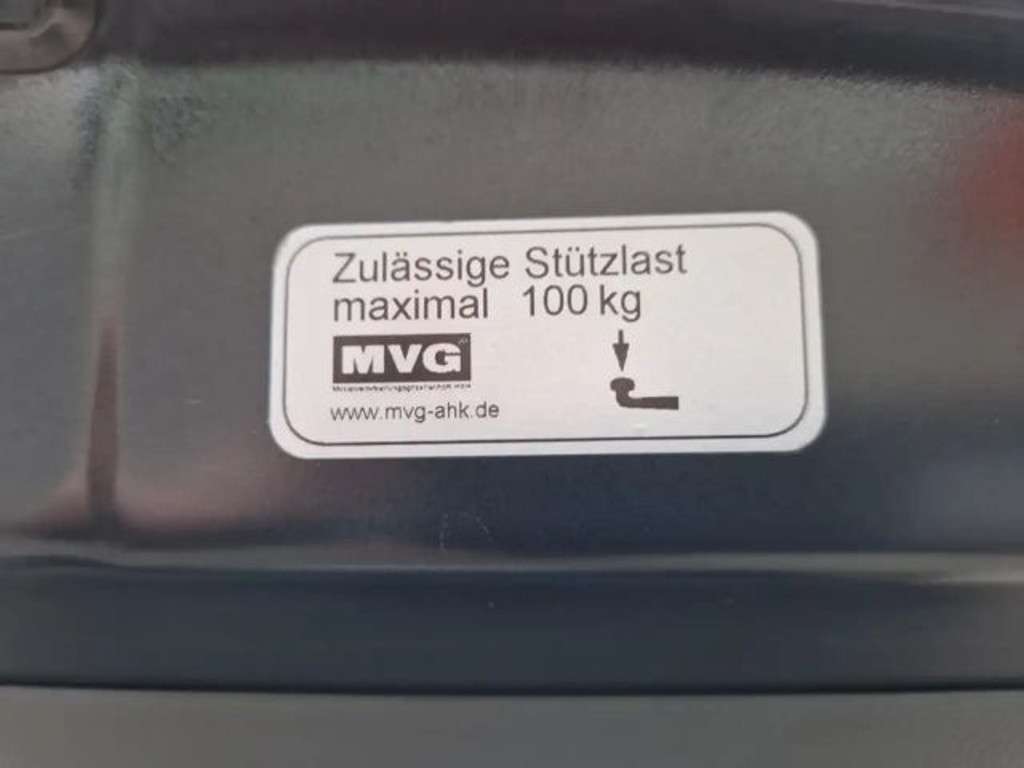 Zulässige Stützlast
maximal 100 kg
MVG
www.mvg-ahk.de